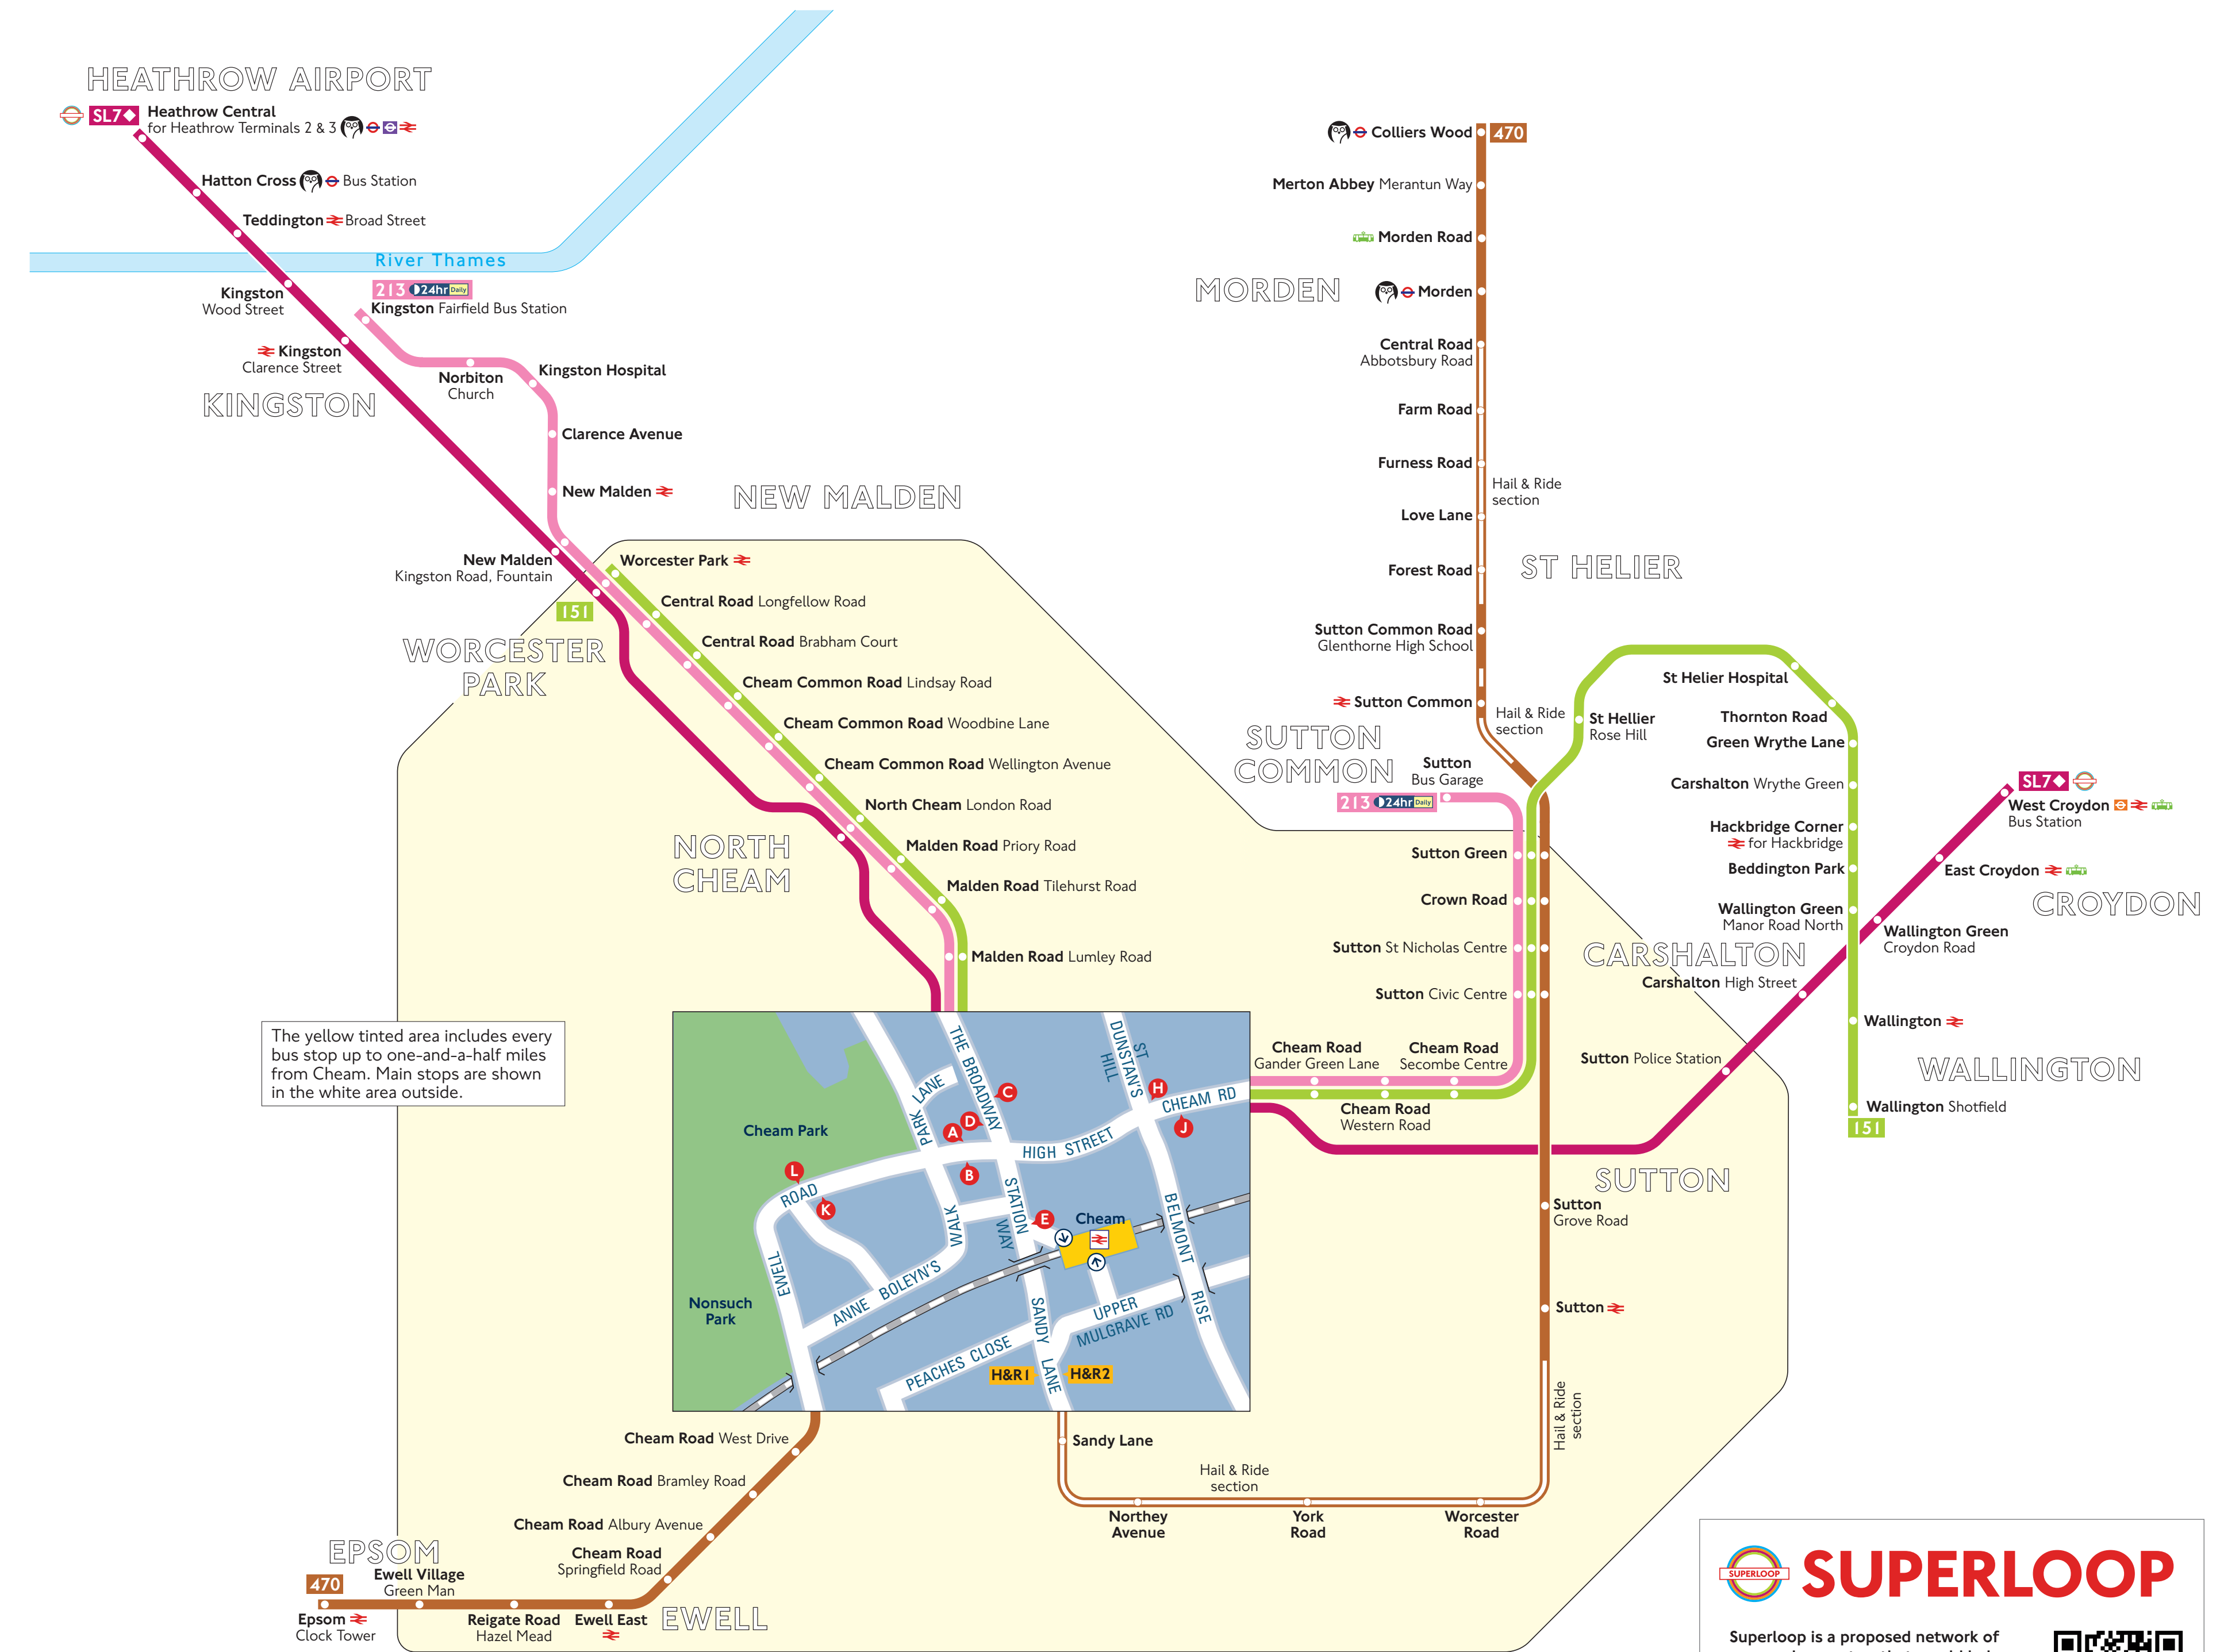 HEATHROW AIRPORT
SL7
Heathrow Central
for Heathrow Terminals 2 & 3
Hatton Cross Bus Station
Teddington Broad Street
River Thames
Kingston
Wood Street
213 24hr Daily
Kingston Fairfield Bus Station
Kingston
Clarence Street
KINGSTON
Norbiton
Church
Kingston Hospital
Clarence Avenue
New Malden
NEW MALDEN
New Malden
Kingston Road, Fountain
151
WORCESTER
PARK
Worcester Park
Central Road Longfellow Road
Central Road Brabham Court
Cheam Common Road Lindsay Road
Cheam Common Road Woodbine Lane
Cheam Common Road Wellington Avenue
North Cheam London Road
Malden Road Priory Road
Malden Road Tilehurst Road
Malden Road Lumley Road
NORTH
CHEAM
The yellow tinted area includes every
bus stop up to one-and-a-half miles
from Cheam. Main stops are shown
in the white area outside.
Colliers Wood
470
Merton Abbey Merantun Way
Morden Road
MORDEN
Morden
Central Road
Abbotsbury Road
Farm Road
Furness Road
Hail & Ride
section
Love Lane
Forest Road
ST HELIER
Sutton Common Road
Glenthorne High School
Sutton Common
Hail & Ride
section
SUTTON
COMMON
Sutton
Bus Garage
213 24hr Daily
St Hellier
Rose Hill
St Helier Hospital
Thornton Road
Green Wrythe Lane
Carshalton Wrythe Green
Hackbridge Corner
for Hackbridge
Beddington Park
Wallington Green
Manor Road North
SL7
West Croydon
Bus Station
East Croydon
CROYDON
Wallington Green
Croydon Road
CARSHALTON
Carshalton High Street
Wallington
Sutton Police Station
WALLINGTON
Wallington Shotfield
151
Sutton Green
Crown Road
Sutton St Nicholas Centre
Sutton Civic Centre
Cheam Road
Gander Green Lane
Cheam Road
Secombe Centre
Cheam Road
Western Road
SUTTON
Sutton
Grove Road
Sutton
Hail & Ride
section
THE BROADWAY
ST
DUNSTAN'S
HILL
PARK LANE
C
H
CHEAM RD
D
A
J
Cheam Park
HIGH STREET
B
L
ROAD
K
STATION
WAY
WALK
E
Cheam
BELMONT
EWELL
ANNE BOLEYN'S
Nonsuch
Park
SANDY
LANE
UPPER
MULGRAVE RD
RISE
PEACHES CLOSE
H&R1
H&R2
Sandy Lane
Hail & Ride
section
Northey
Avenue
York
Road
Worcester
Road
Cheam Road West Drive
Cheam Road Bramley Road
Cheam Road Albury Avenue
Cheam Road
Springfield Road
EPSOM
470
Ewell Village
Green Man
Epsom
Clock Tower
Reigate Road
Hazel Mead
Ewell East
EWELL
SUPERLOOP
SUPERLOOP
Superloop is a proposed network of